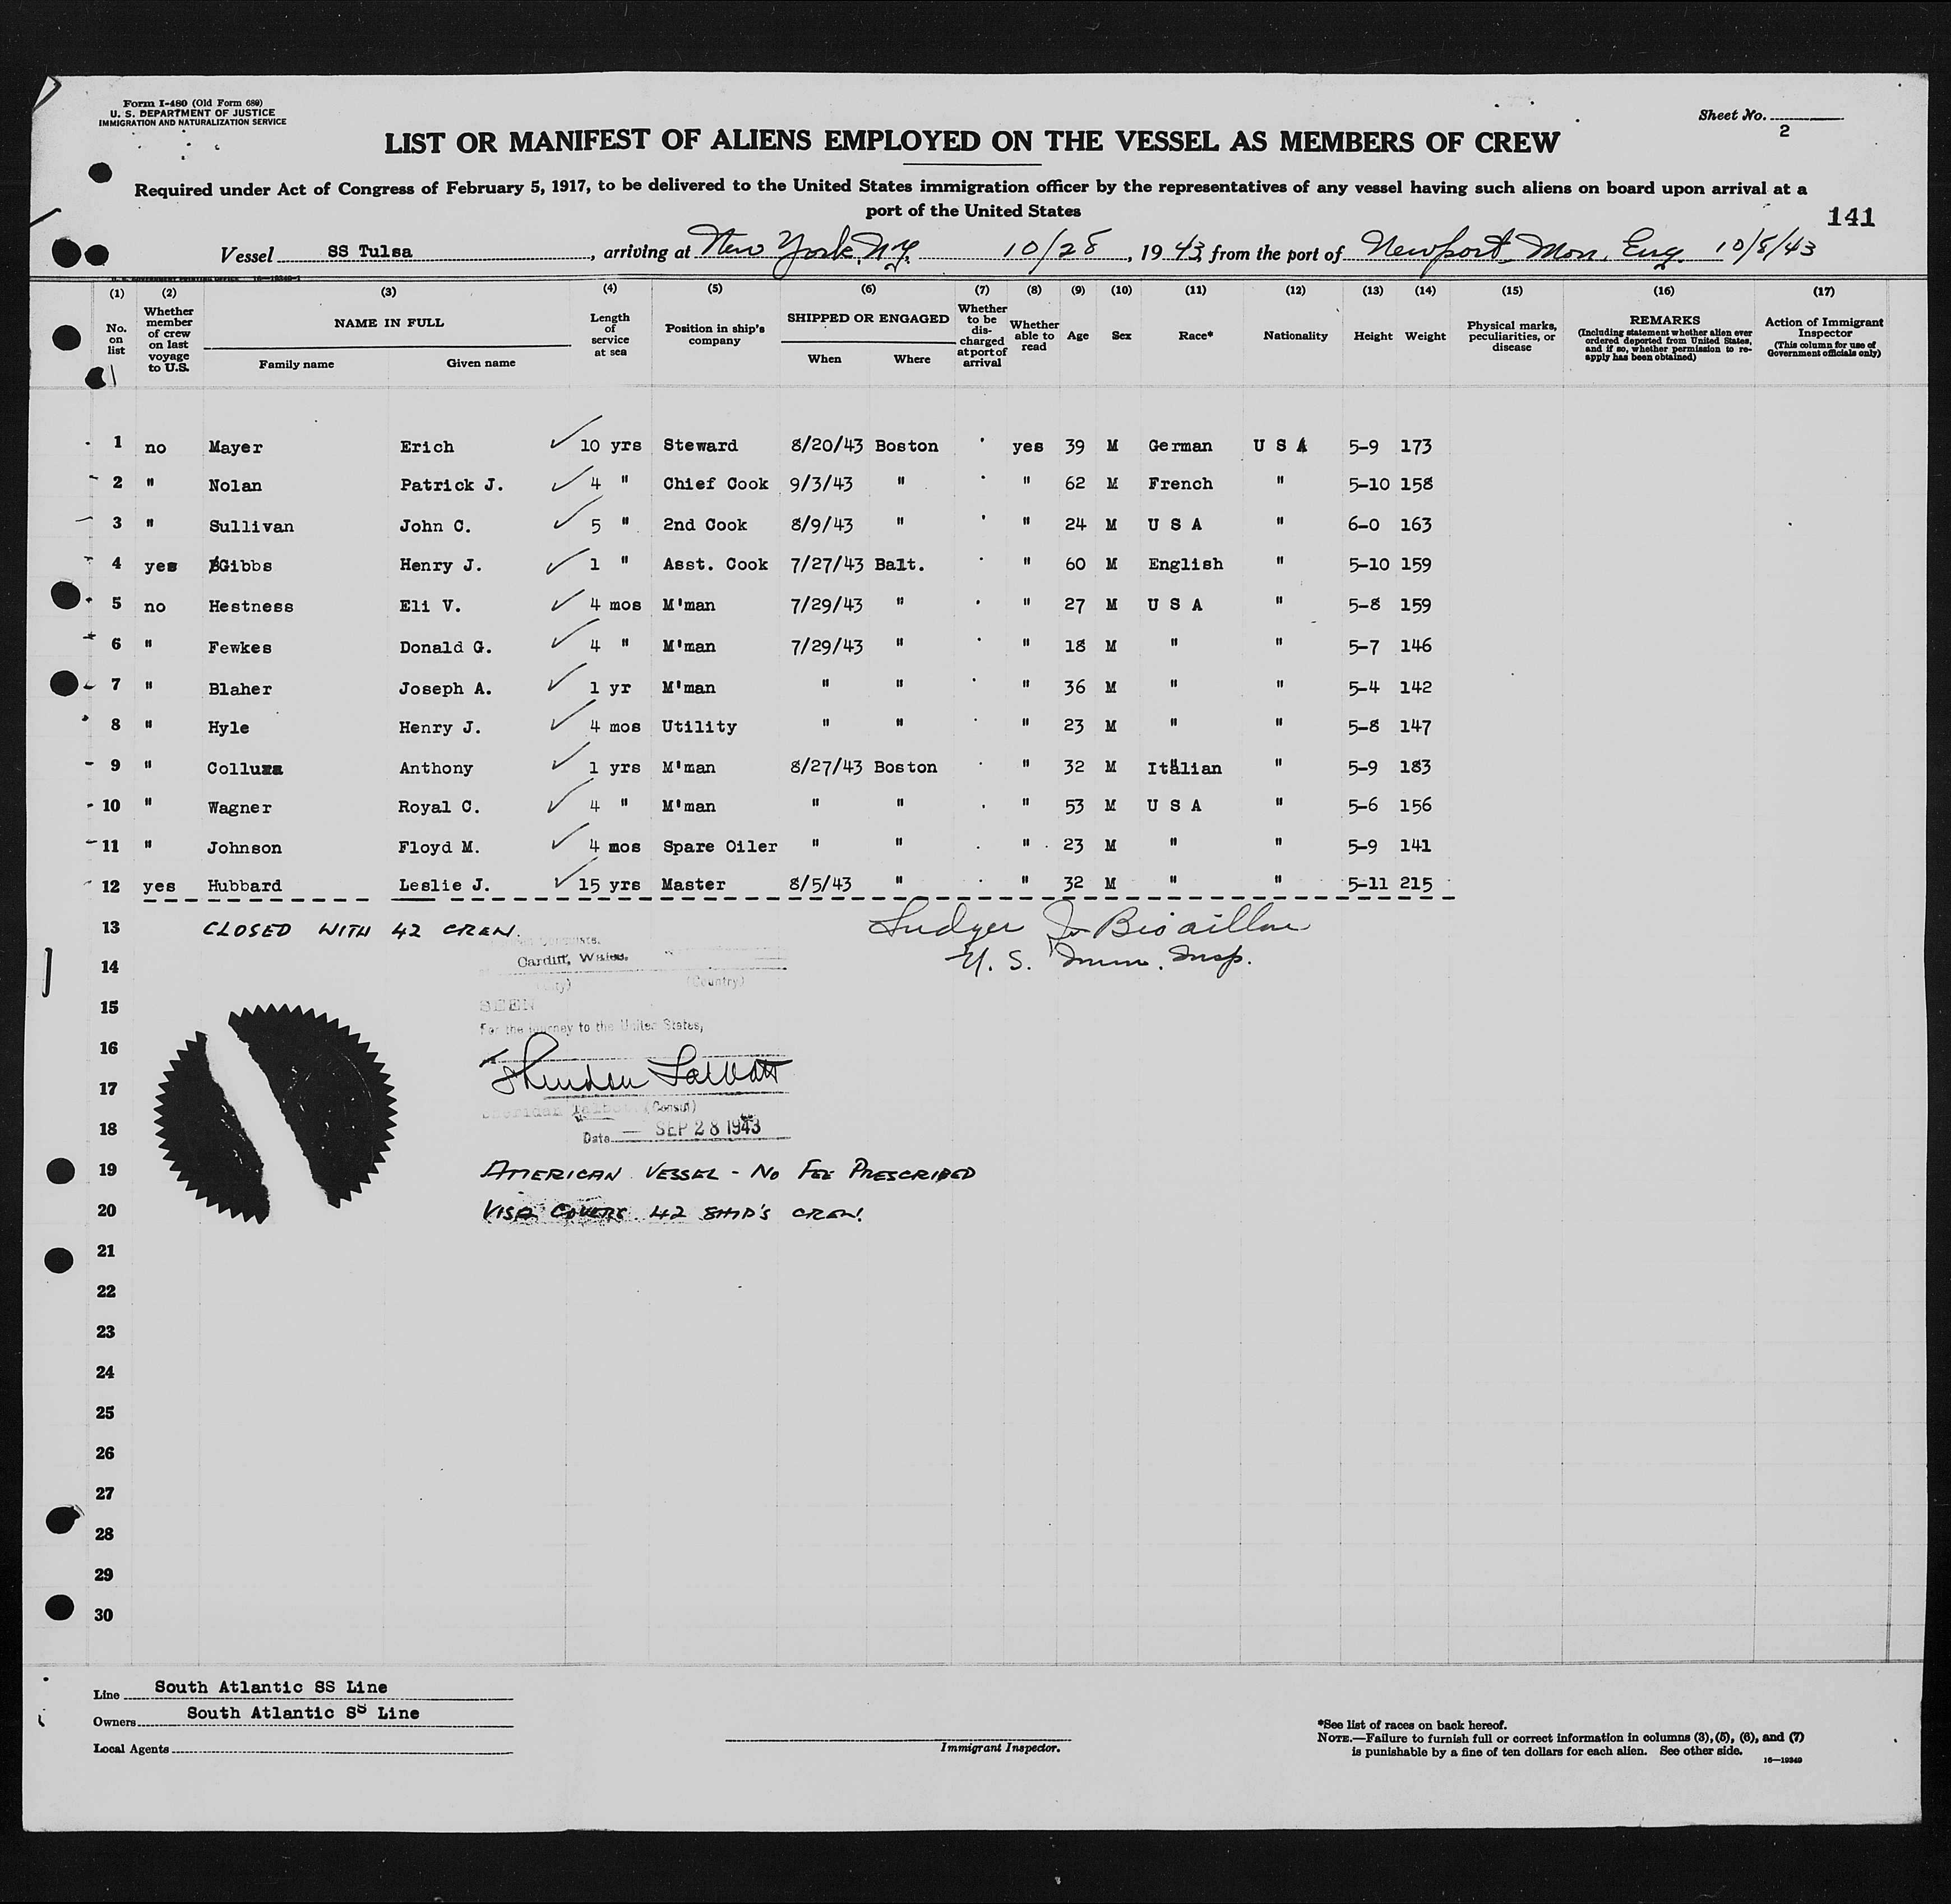 Form I-480 (Old Form 689)
U. S. DEPARTMENT OF JUSTICE
IMMIGRATION AND NATURALIZATION SERVICE
Sheet No. 2
LIST OR MANIFEST OF ALIENS EMPLOYED ON THE VESSEL AS MEMBERS OF CREW
Required under Act of Congress of February 5, 1917, to be delivered to the United States immigration officer by the representatives of any vessel having such aliens on board upon arrival at a
port of the United States
141
Vessel SS Tulsa, arriving at New York, N.Y. 10/28, 1943, from the port of Newport, Mon, Eng. 10/8/43
(1) (2) (3) (4) (5) (6) (7) (8) (9) (10) (11) (12) (13) (14) (15) (16) (17)
No. on list
Whether member of crew on last voyage to U.S.
NAME IN FULL
Family name Given name
Length of service at sea
Position in ship's company
SHIPPED OR ENGAGED
When Where
Whether to be discharged at port of arrival
Whether able to read
Age Sex Race* Nationality Height Weight
Physical marks, peculiarities, or disease
REMARKS
(Including statement whether alien ever ordered deported from United States, and if so, whether permission to reapply has been obtained)
Action of Immigrant Inspector
(This column for use of Government officials only)
1 no Mayer Erich 10 yrs Steward 8/20/43 Boston yes 39 M German U S A 5-9 173
2 " Nolan Patrick J. 4 " Chief Cook 9/3/43 " " 62 M French " 5-10 158
3 " Sullivan John C. 5 " 2nd Cook 8/9/43 " " 24 M U S A " 6-0 163
4 yes Gibbs Henry J. 1 " Asst. Cook 7/27/43 Balt. " 60 M English " 5-10 159
5 no Hestness Eli V. 4 mos M'man 7/29/43 " " 27 M U S A " 5-8 159
6 " Fewkes Donald G. 4 " M'man 7/29/43 " " 18 M " " 5-7 146
7 " Blaher Joseph A. 1 yr M'man " " " 36 M " " 5-4 142
8 " Hyle Henry J. 4 mos Utility " " " 23 M " " 5-8 147
9 " Anthony 1 yrs M'man 8/27/43 Boston " 32 M Italian " 5-9 183
10 " Wagner Royal C. 4 " M'man " " " 53 M U S A " 5-6 156
11 " Johnson Floyd M. 4 mos Spare Oiler " " " 23 M " " 5-9 141
12 yes Hubbard Leslie J. 15 yrs Master 8/5/43 " " 32 M " " 5-11 215
13 CLOSED WITH 42 CREW.
U. S. Imm. Insp.
14 Cardiff, Wales.
(City) (Country)
15 SEEN
For the journey to the United States,
16
17
Sheridan Talbott (Consul)
18 Date SEP 28 1943
19 AMERICAN VESSEL - NO FEE PRESCRIBED
20 VISA COVERS 42 SHIP'S CREW.
21
22
23
24
25
26
27
28
29
30
Line South Atlantic SS Line
Owners South Atlantic SS Line
Local Agents
Immigrant Inspector.
*See list of races on back hereof.
NOTE.—Failure to furnish full or correct information in columns (3), (5), (6), and (7)
is punishable by a fine of ten dollars for each alien. See other side.
16—19340